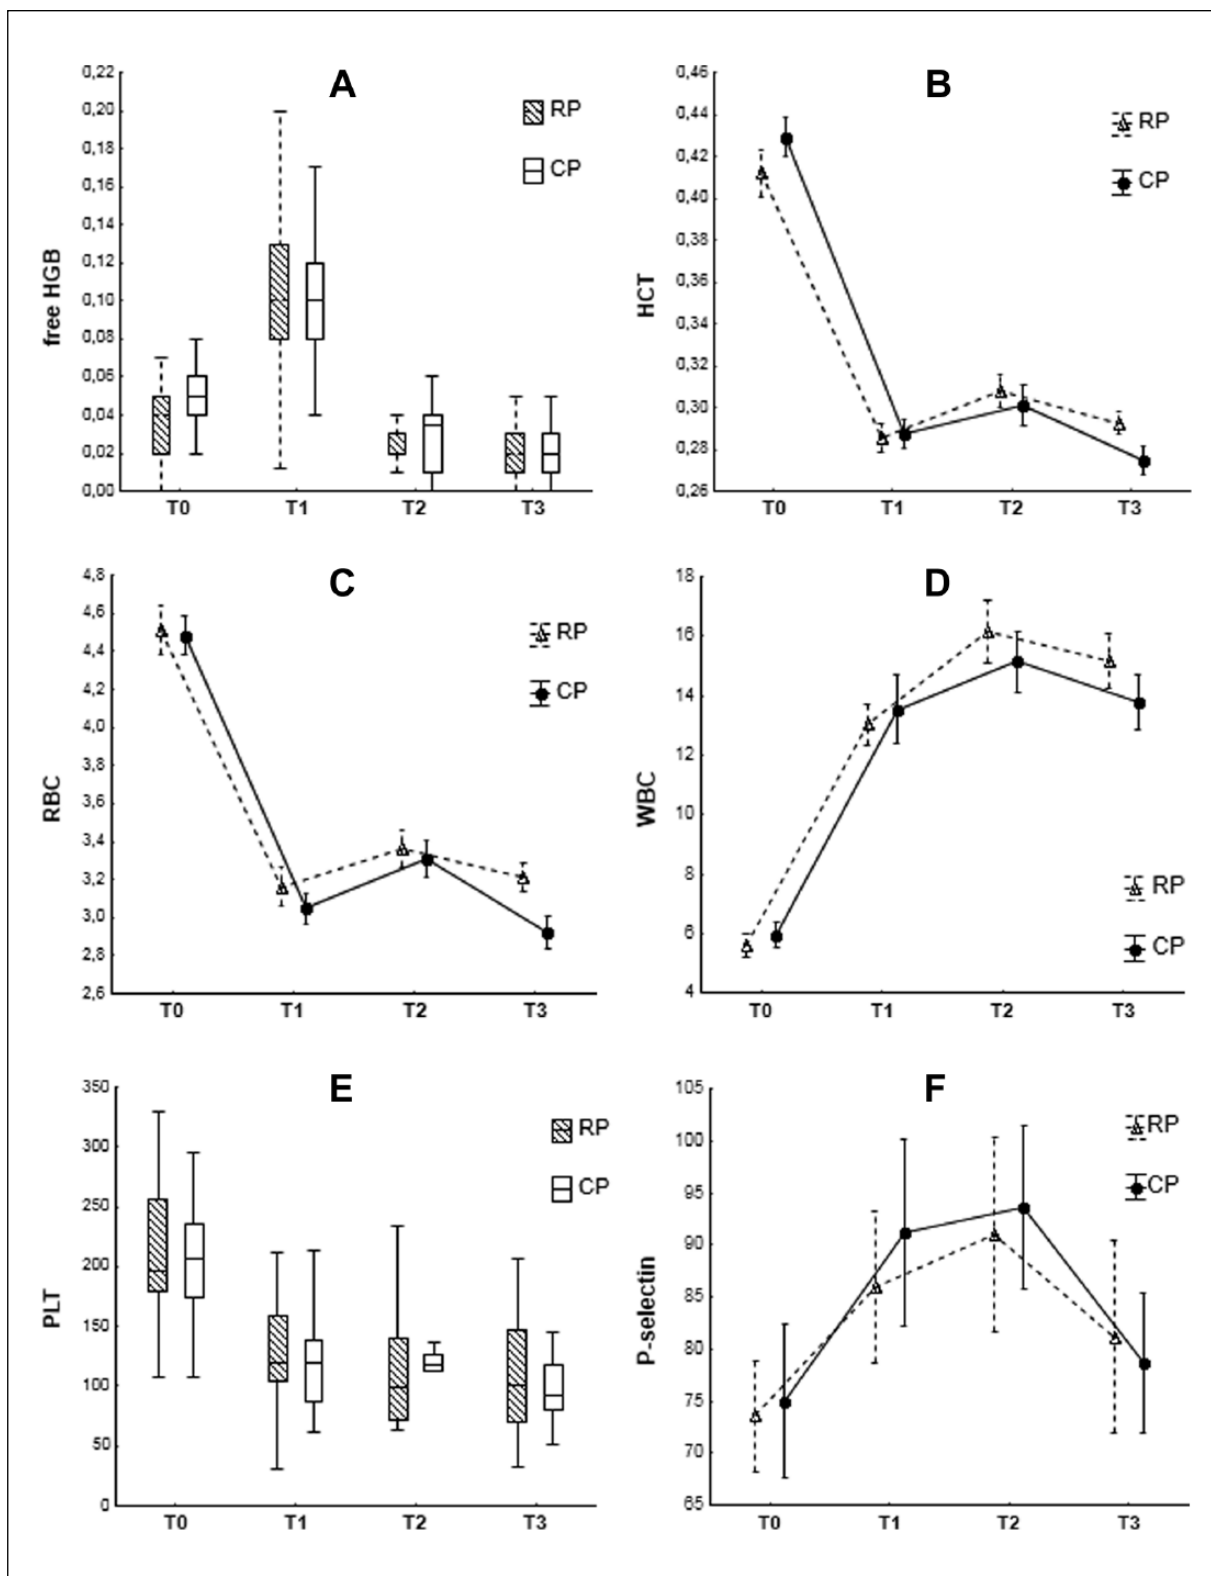 A
free HGB
0,22
0,20
0,18
0,16
0,14
0,12
0,10
0,08
0,06
0,04
0,02
0,00
T0 T1 T2 T3
RP
CP
B
HCT
0,46
0,44
0,42
0,40
0,38
0,36
0,34
0,32
0,30
0,28
0,26
T0 T1 T2 T3
RP
CP
C
RBC
4,8
4,6
4,4
4,2
4,0
3,8
3,6
3,4
3,2
3,0
2,8
2,6
T0 T1 T2 T3
RP
CP
D
WBC
18
16
14
12
10
8
6
4
T0 T1 T2 T3
RP
CP
E
PLT
350
300
250
200
150
100
50
0
T0 T1 T2 T3
RP
CP
F
P-selectin
105
100
95
90
85
80
75
70
65
T0 T1 T2 T3
RP
CP